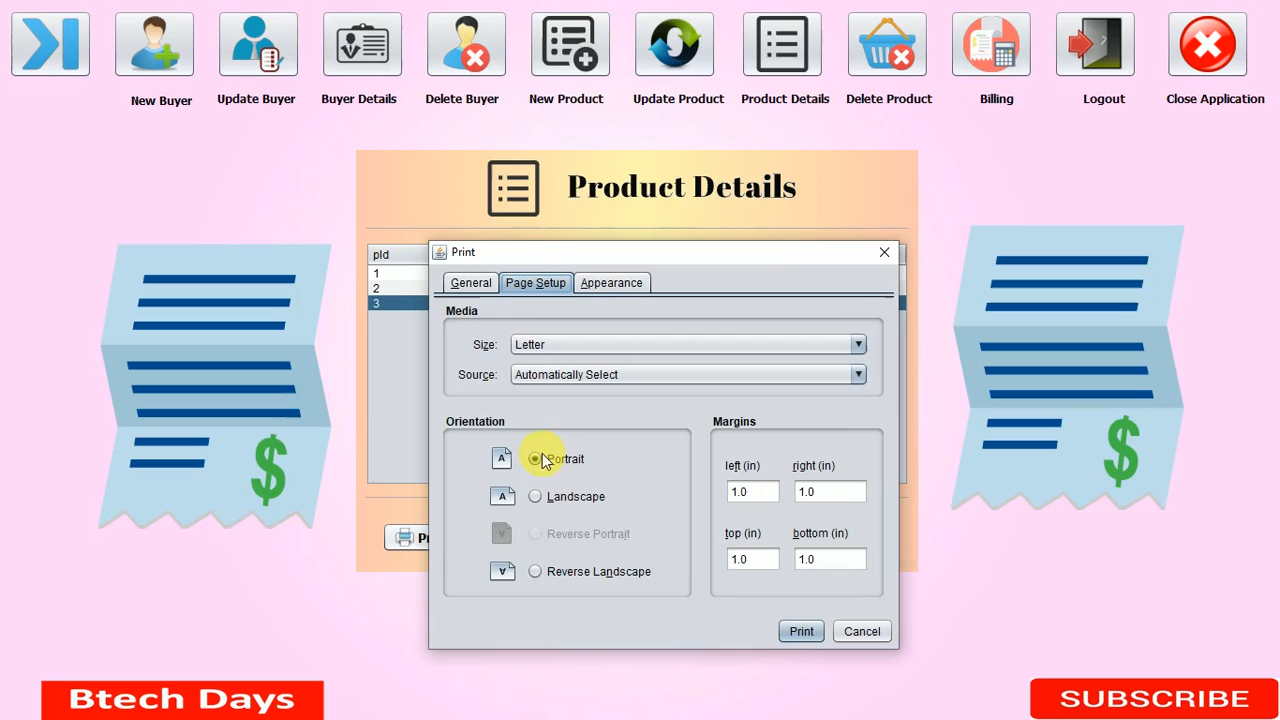 New Buyer
Update Buyer
Buyer Details
Delete Buyer
New Product
Update Product
Product Details
Delete Product
Billing
Logout
Close Application
Product Details
pId
1
2
3
Print
General
Page Setup
Appearance
Media
Size:
Letter
Source:
Automatically Select
Orientation
A
Portrait
A
Landscape
A
Reverse Portrait
A
Reverse Landscape
Margins
left (in)
right (in)
1.0
1.0
top (in)
bottom (in)
1.0
1.0
Print
Cancel
$
$
Btech Days
SUBSCRIBE